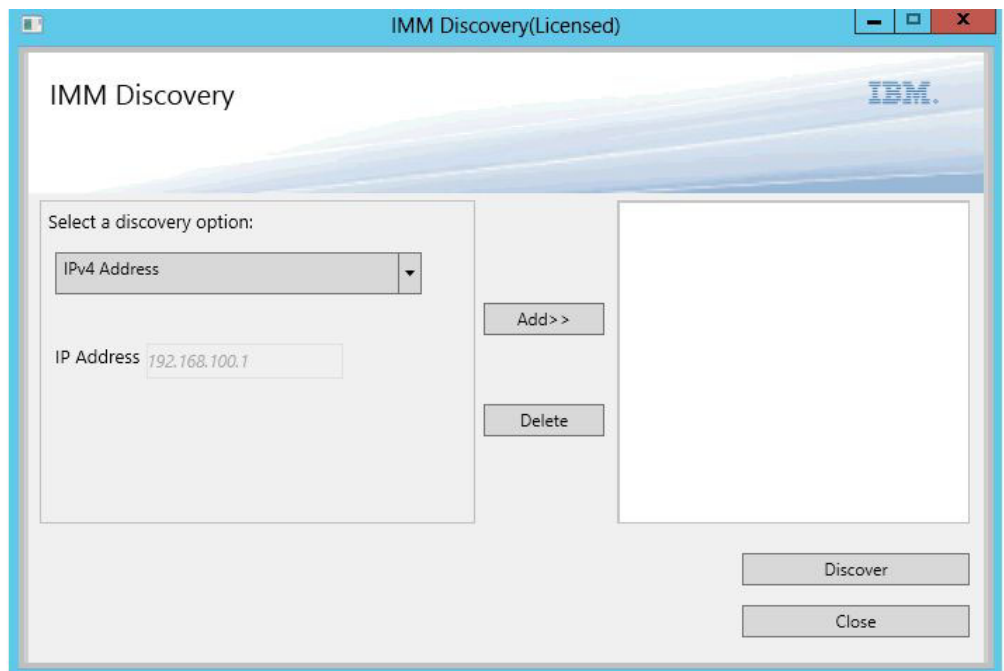 IMM Discovery(Licensed)
IMM Discovery
IBM.
Select a discovery option:
IPv4 Address
IP Address 192.168.100.1
Add>>
Delete
Discover
Close